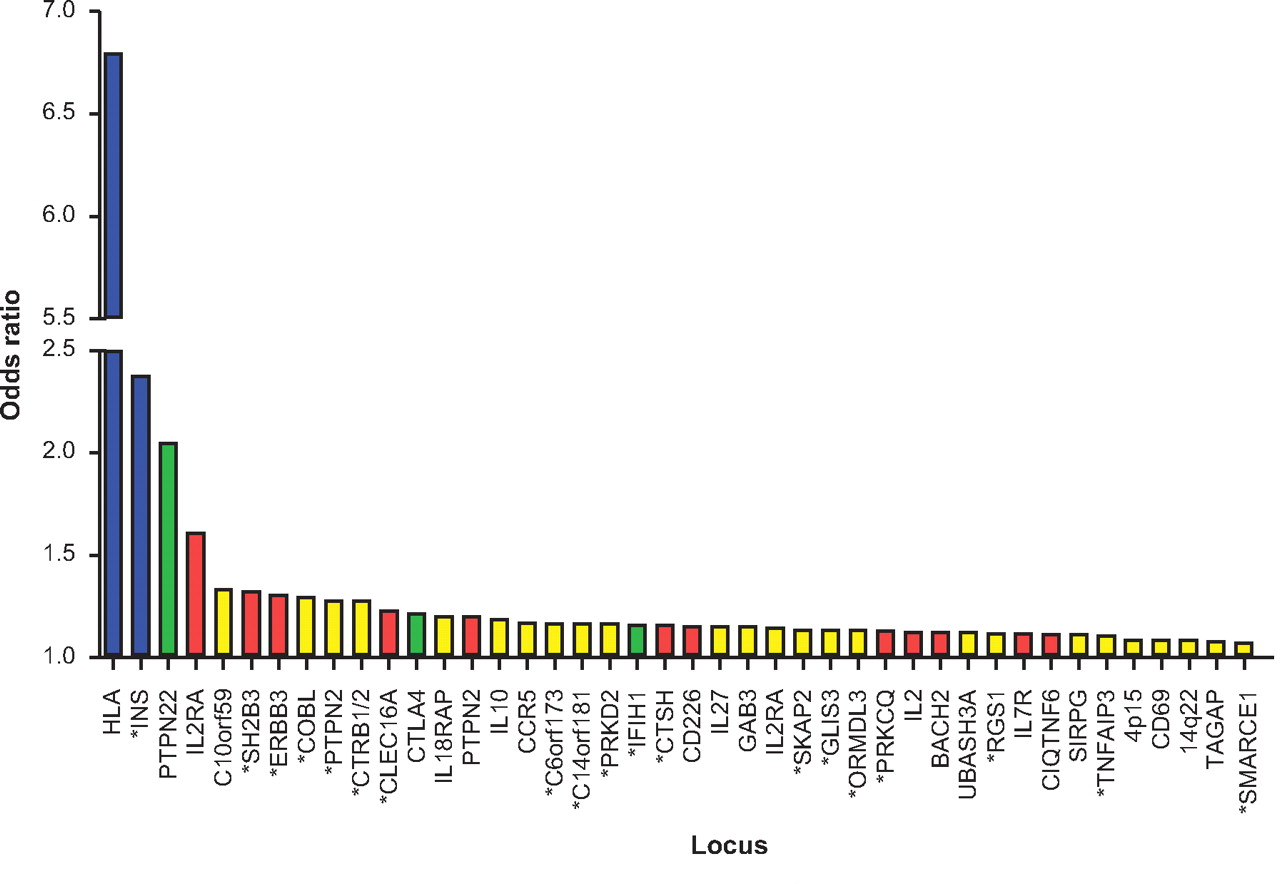 7.0
6.5
6.0
5.5
2.5
2.0
1.5
1.0
Odds ratio
HLA
*INS
PTPN22
IL2RA
C10orf59
*SH2B3
*ERBB3
*COBL
*PTPN2
*CTRB1/2
*CLEC16A
CTLA4
IL18RAP
PTPN2
IL10
CCR5
*C6orf173
*C14orf181
*PRKD2
*IFIH1
*CTSH
CD226
IL27
GAB3
IL2RA
*SKAP2
*GLIS3
*ORMDL3
*PRKCQ
IL2
BACH2
UBASH3A
*RGS1
IL7R
CIQTNF6
SIRPG
*TNFAIP3
4p15
CD69
14q22
TAGAP
*SMARCE1
Locus